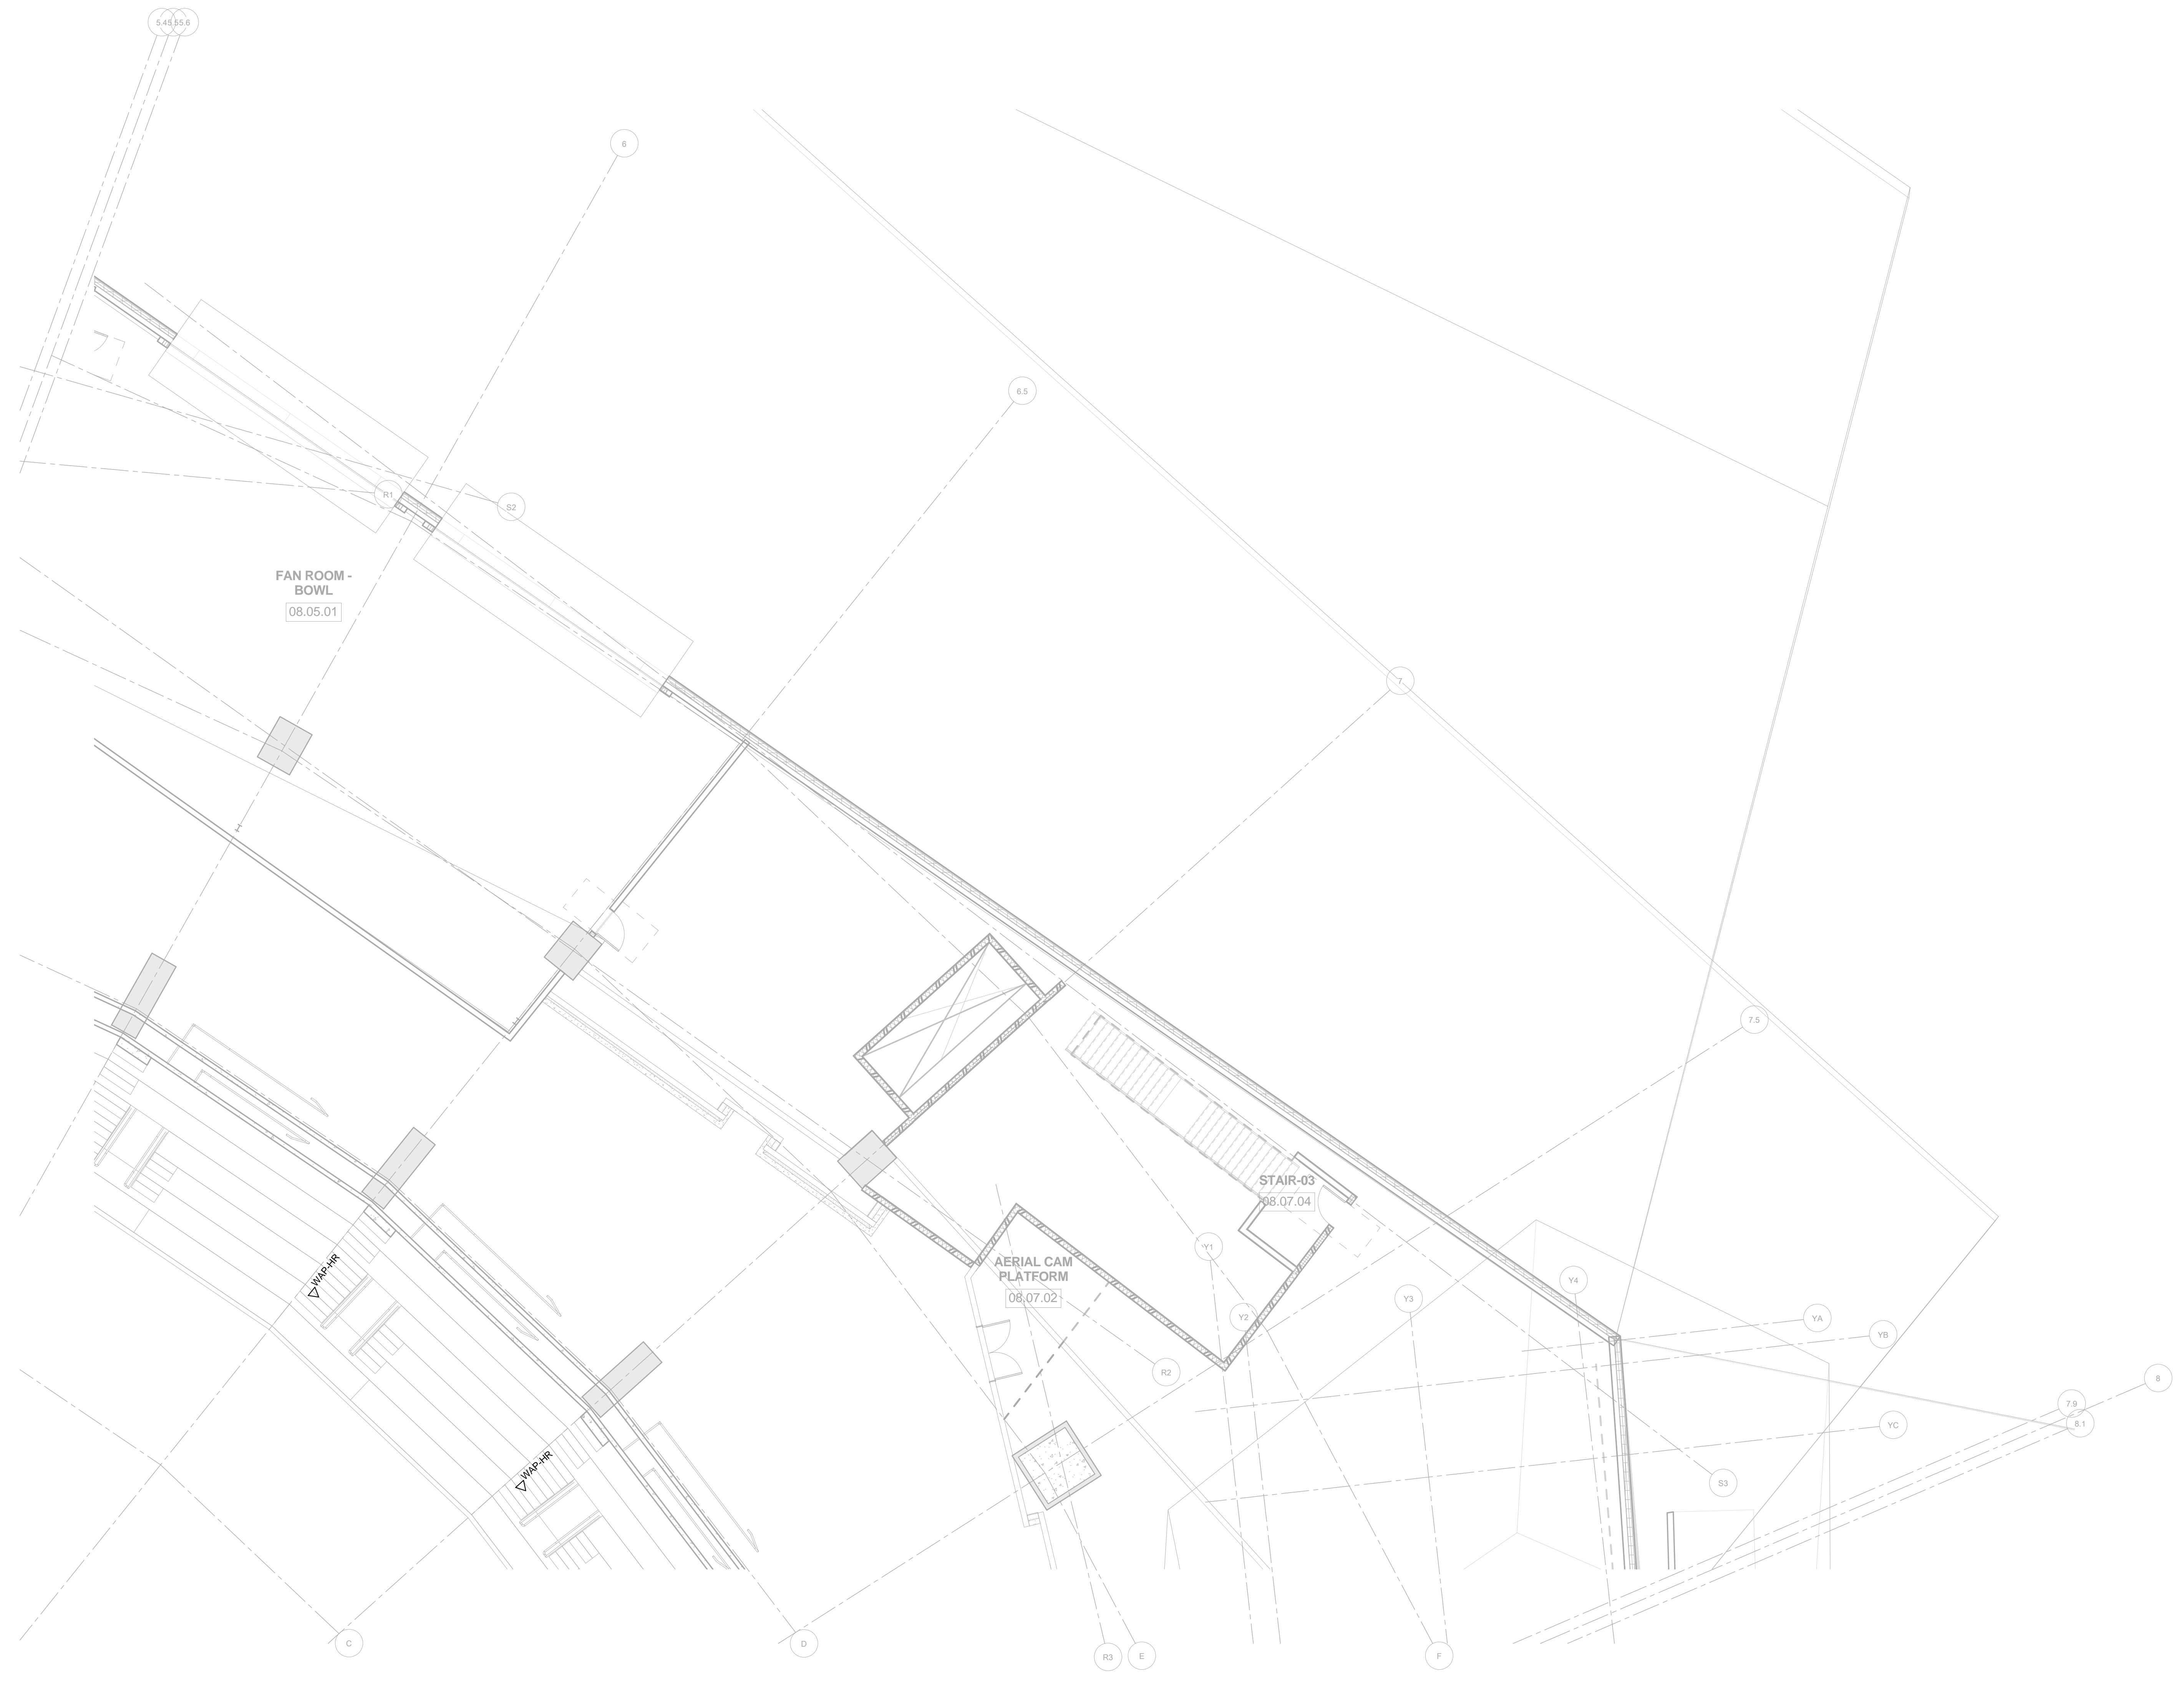 5.4
5.5
5.6
6
6.5
R1
S2
FAN ROOM -
BOWL
08.05.01
7
7.5
STAIR-03
08.07.04
Y1
AERIAL CAM
PLATFORM
08.07.02
WAP-HR
Y2
Y3
Y4
YA
YB
R2
8
7.9
8.1
YC
WAP-HR
S3
C
D
R3
E
F